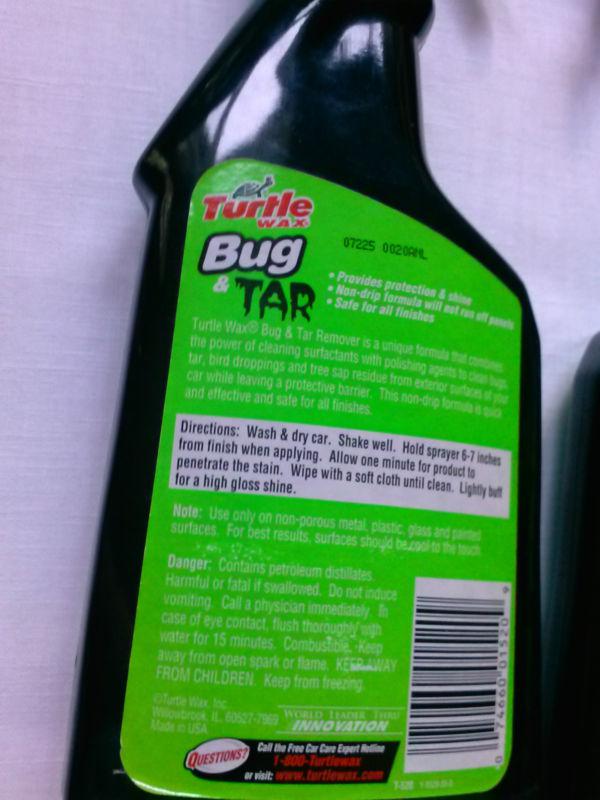 Turtle
WAX
Bug
& TAR
07225 0020ANL
• Provides protection & shine
• Non-drip formula will not run off panels
• Safe for all finishes
Turtle Wax® Bug & Tar Remover is a unique formula that combines
the power of cleaning surfactants with polishing agents to clean bugs,
tar, bird droppings and tree sap residue from exterior surfaces of your
car while leaving a protective barrier. This non-drip formula is quick
and effective and safe for all finishes.
Directions: Wash & dry car. Shake well. Hold sprayer 6-7 inches
from finish when applying. Allow one minute for product to
penetrate the stain. Wipe with a soft cloth until clean. Lightly buff
for a high gloss shine.
Note: Use only on non-porous metal, plastic, glass and painted
surfaces. For best results, surfaces should be cool to the touch.
Danger: Contains petroleum distillates.
Harmful or fatal if swallowed. Do not induce
vomiting. Call a physician immediately. In
case of eye contact, flush thoroughly with
water for 15 minutes. Combustible. Keep
away from open spark or flame. KEEP AWAY
FROM CHILDREN. Keep from freezing.
©Turtle Wax, Inc.
Willowbrook, IL 60527-7969
Made in USA
WORLD LEADER THRU
INNOVATION
QUESTIONS?
Call the Free Car Care Expert Hotline
1-800-Turtlewax
or visit: www.turtlewax.com
0 74660 01520 9
T-520